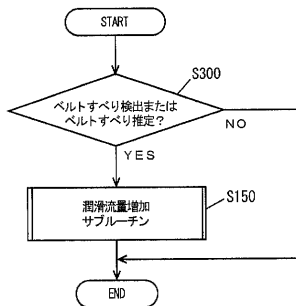 START
S300
ベルトすべり検出または
ベルトすべり推定?
NO
YES
S150
潤滑流量増加
サブルーチン
END